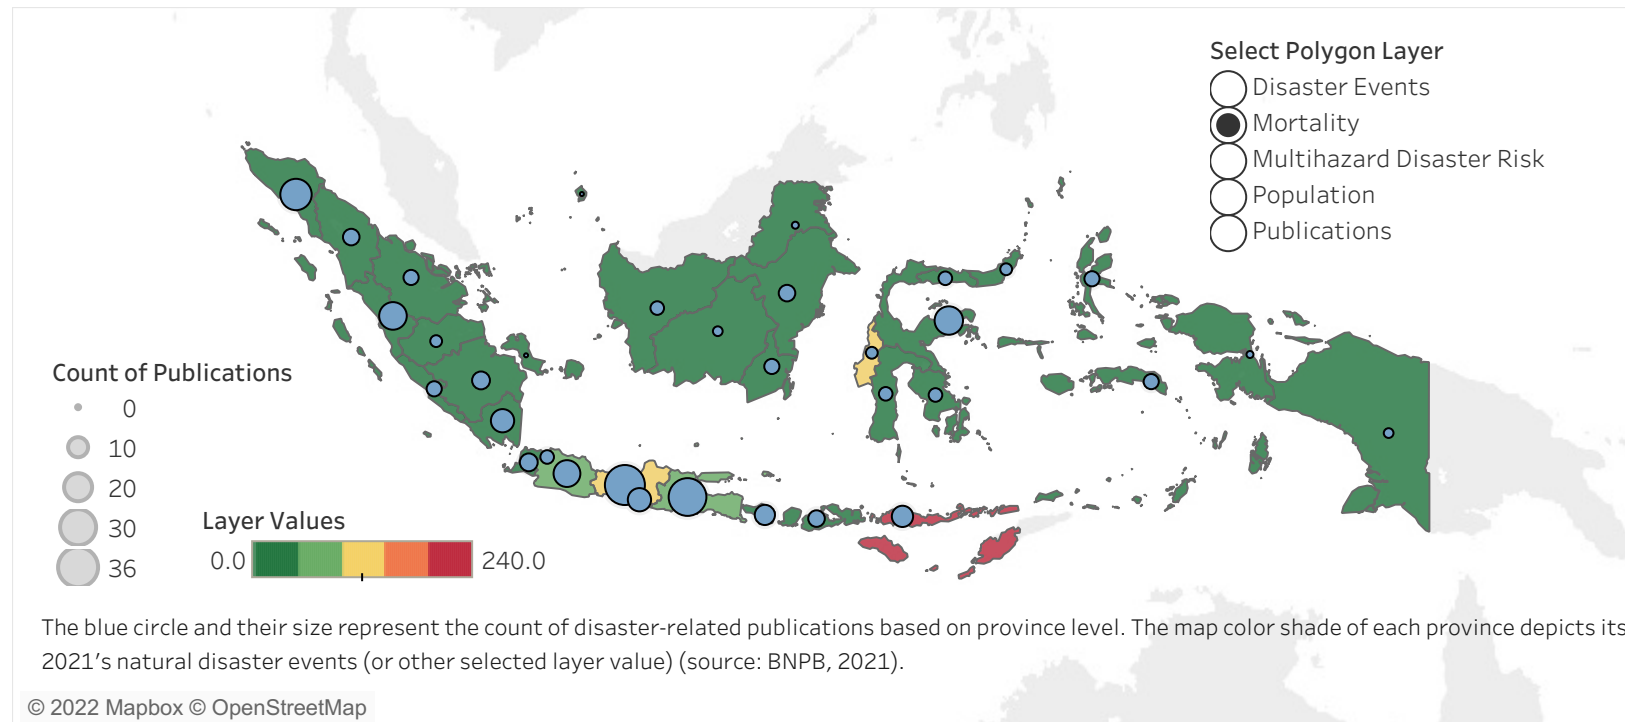 Select Polygon Layer
Disaster Events
Mortality
Multihazard Disaster Risk
Population
Publications
Count of Publications
0
10
20
30
36
Layer Values
0.0
240.0
The blue circle and their size represent the count of disaster-related publications based on province level. The map color shade of each province depicts its
2021's natural disaster events (or other selected layer value) (source: BNPB, 2021).
© 2022 Mapbox © OpenStreetMap